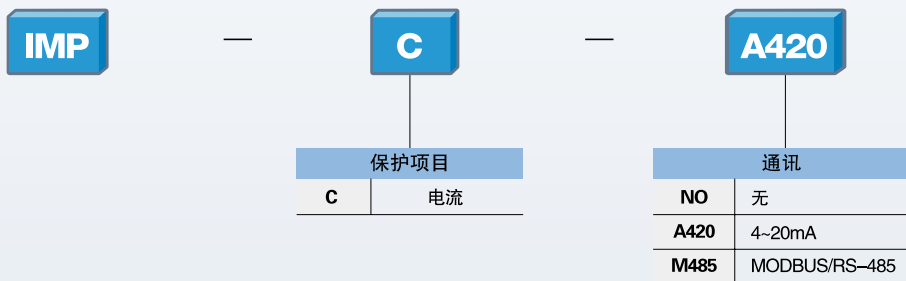 IMP — C — A420
保护项目
C 电流
通讯
NO 无
A420 4~20mA
M485 MODBUS/RS–485